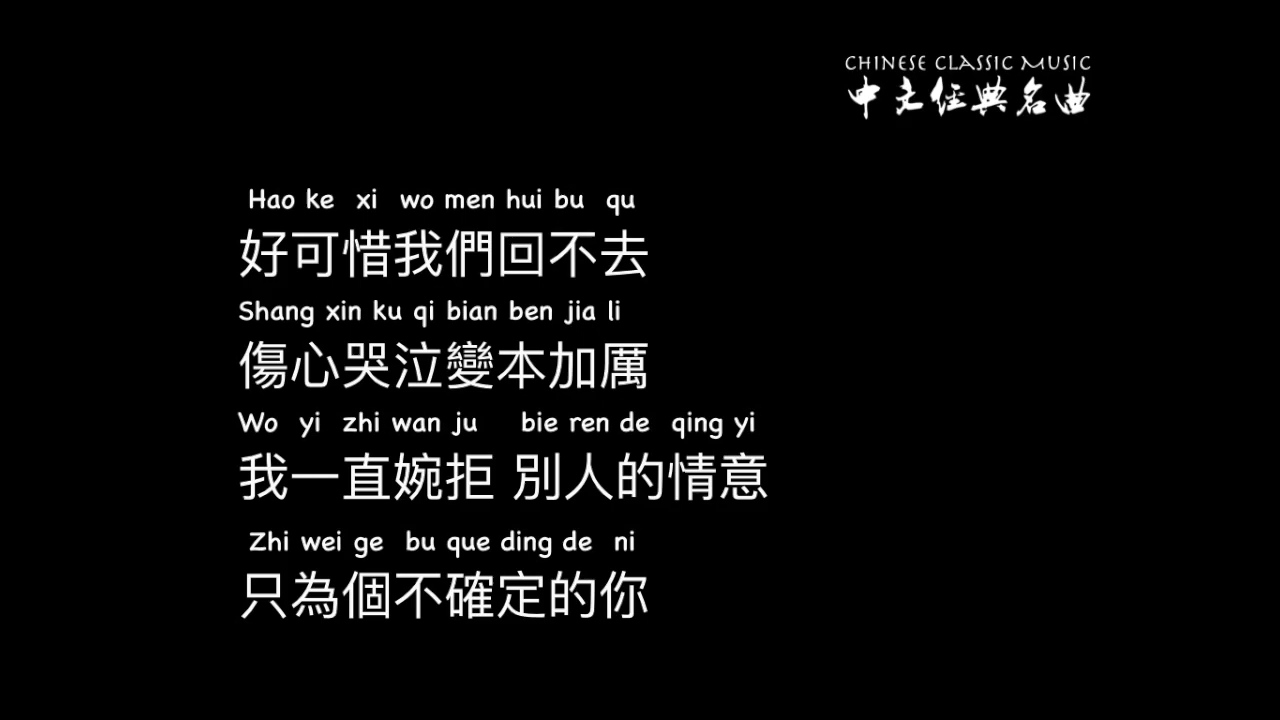 CHINESE CLASSIC MUSIC
中文經典名曲
Hao ke xi wo men hui bu qu
好可惜我們回不去
Shang xin ku qi bian ben jia li
傷心哭泣變本加厲
Wo yi zhi wan ju bie ren de qing yi
我一直婉拒 別人的情意
Zhi wei ge bu que ding de ni
只為個不確定的你